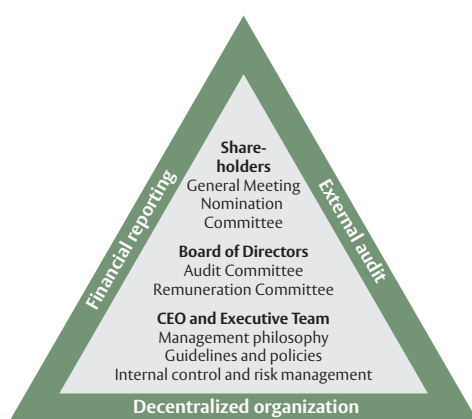 Share-
holders
General Meeting
Nomination
Committee
Board of Directors
Audit Committee
Remuneration Committee
CEO and Executive Team
Management philosophy
Guidelines and policies
Internal control and risk management
Financial reporting
External audit
Decentralized organization